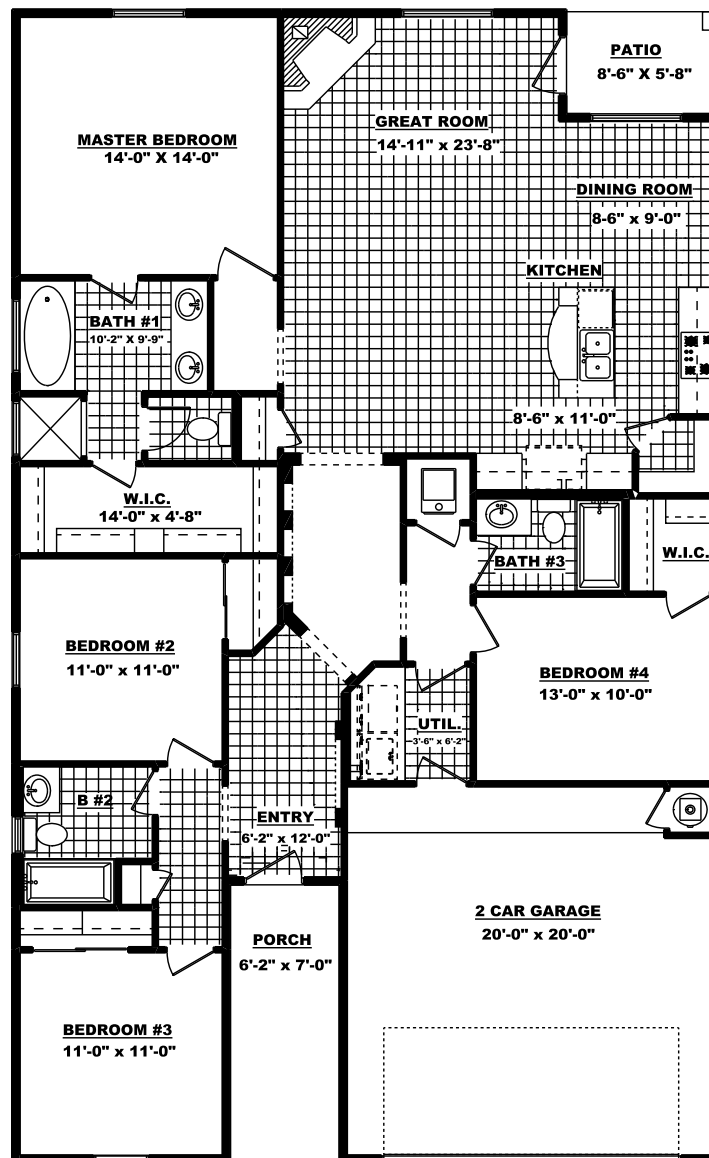 PATIO
8'-6" X 5'-8"
GREAT ROOM
14'-11" x 23'-8"
MASTER BEDROOM
14'-0" X 14'-0"
DINING ROOM
8-6" x 9'-0"
KITCHEN
BATH #1
10'-2" X 9'-9"
8'-6" x 11'-0"
W.I.C.
14'-0" x 4'-8"
BATH #3
W.I.C.
BEDROOM #2
11'-0" x 11'-0"
BEDROOM #4
13'-0" x 10'-0"
UTIL.
3'-6" x 6'-2"
B #2
ENTRY
6'-2" x 12'-0"
2 CAR GARAGE
20'-0" x 20'-0"
PORCH
6'-2" x 7'-0"
BEDROOM #3
11'-0" x 11'-0"